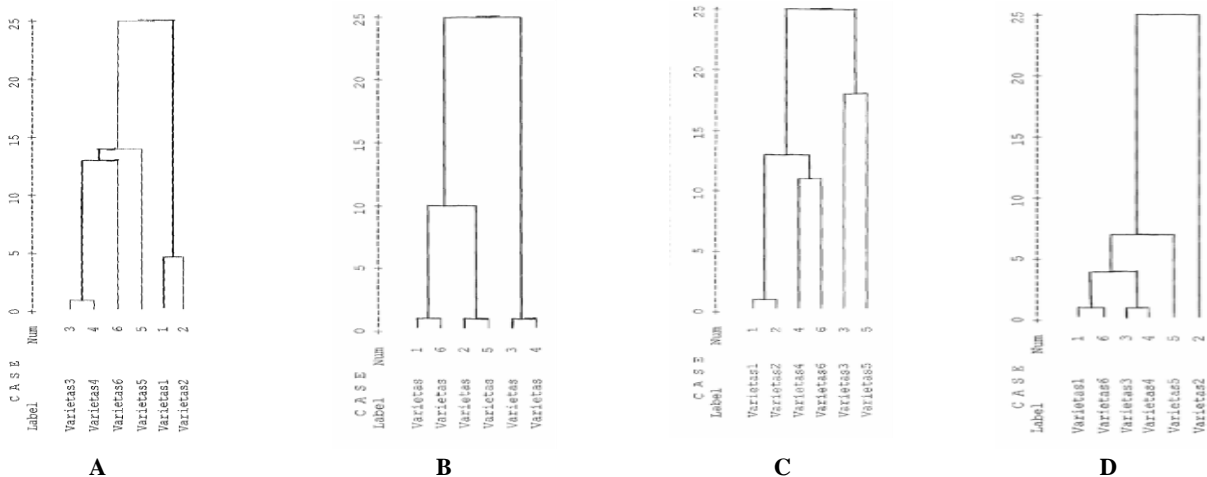 25
20
15
10
5
0
Num
3
4
6
5
1
2
C A S E
Label
Varietas3
Varietas4
Varietas6
Varietas5
Varietas1
Varietas2
A
25
20
15
10
5
0
Num
1
6
2
5
3
4
C A S E
Label
Varietas
Varietas
Varietas
Varietas
Varietas
Varietas
B
25
20
15
10
5
0
Num
1
2
4
6
3
5
C A S E
Label
Varietas1
Varietas2
Varietas4
Varietas6
Varietas3
Varietas5
C
25
20
15
10
5
0
Num
1
6
3
4
5
2
C A S E
Label
Varietas1
Varietas6
Varietas3
Varietas4
Varietas5
Varietas2
D